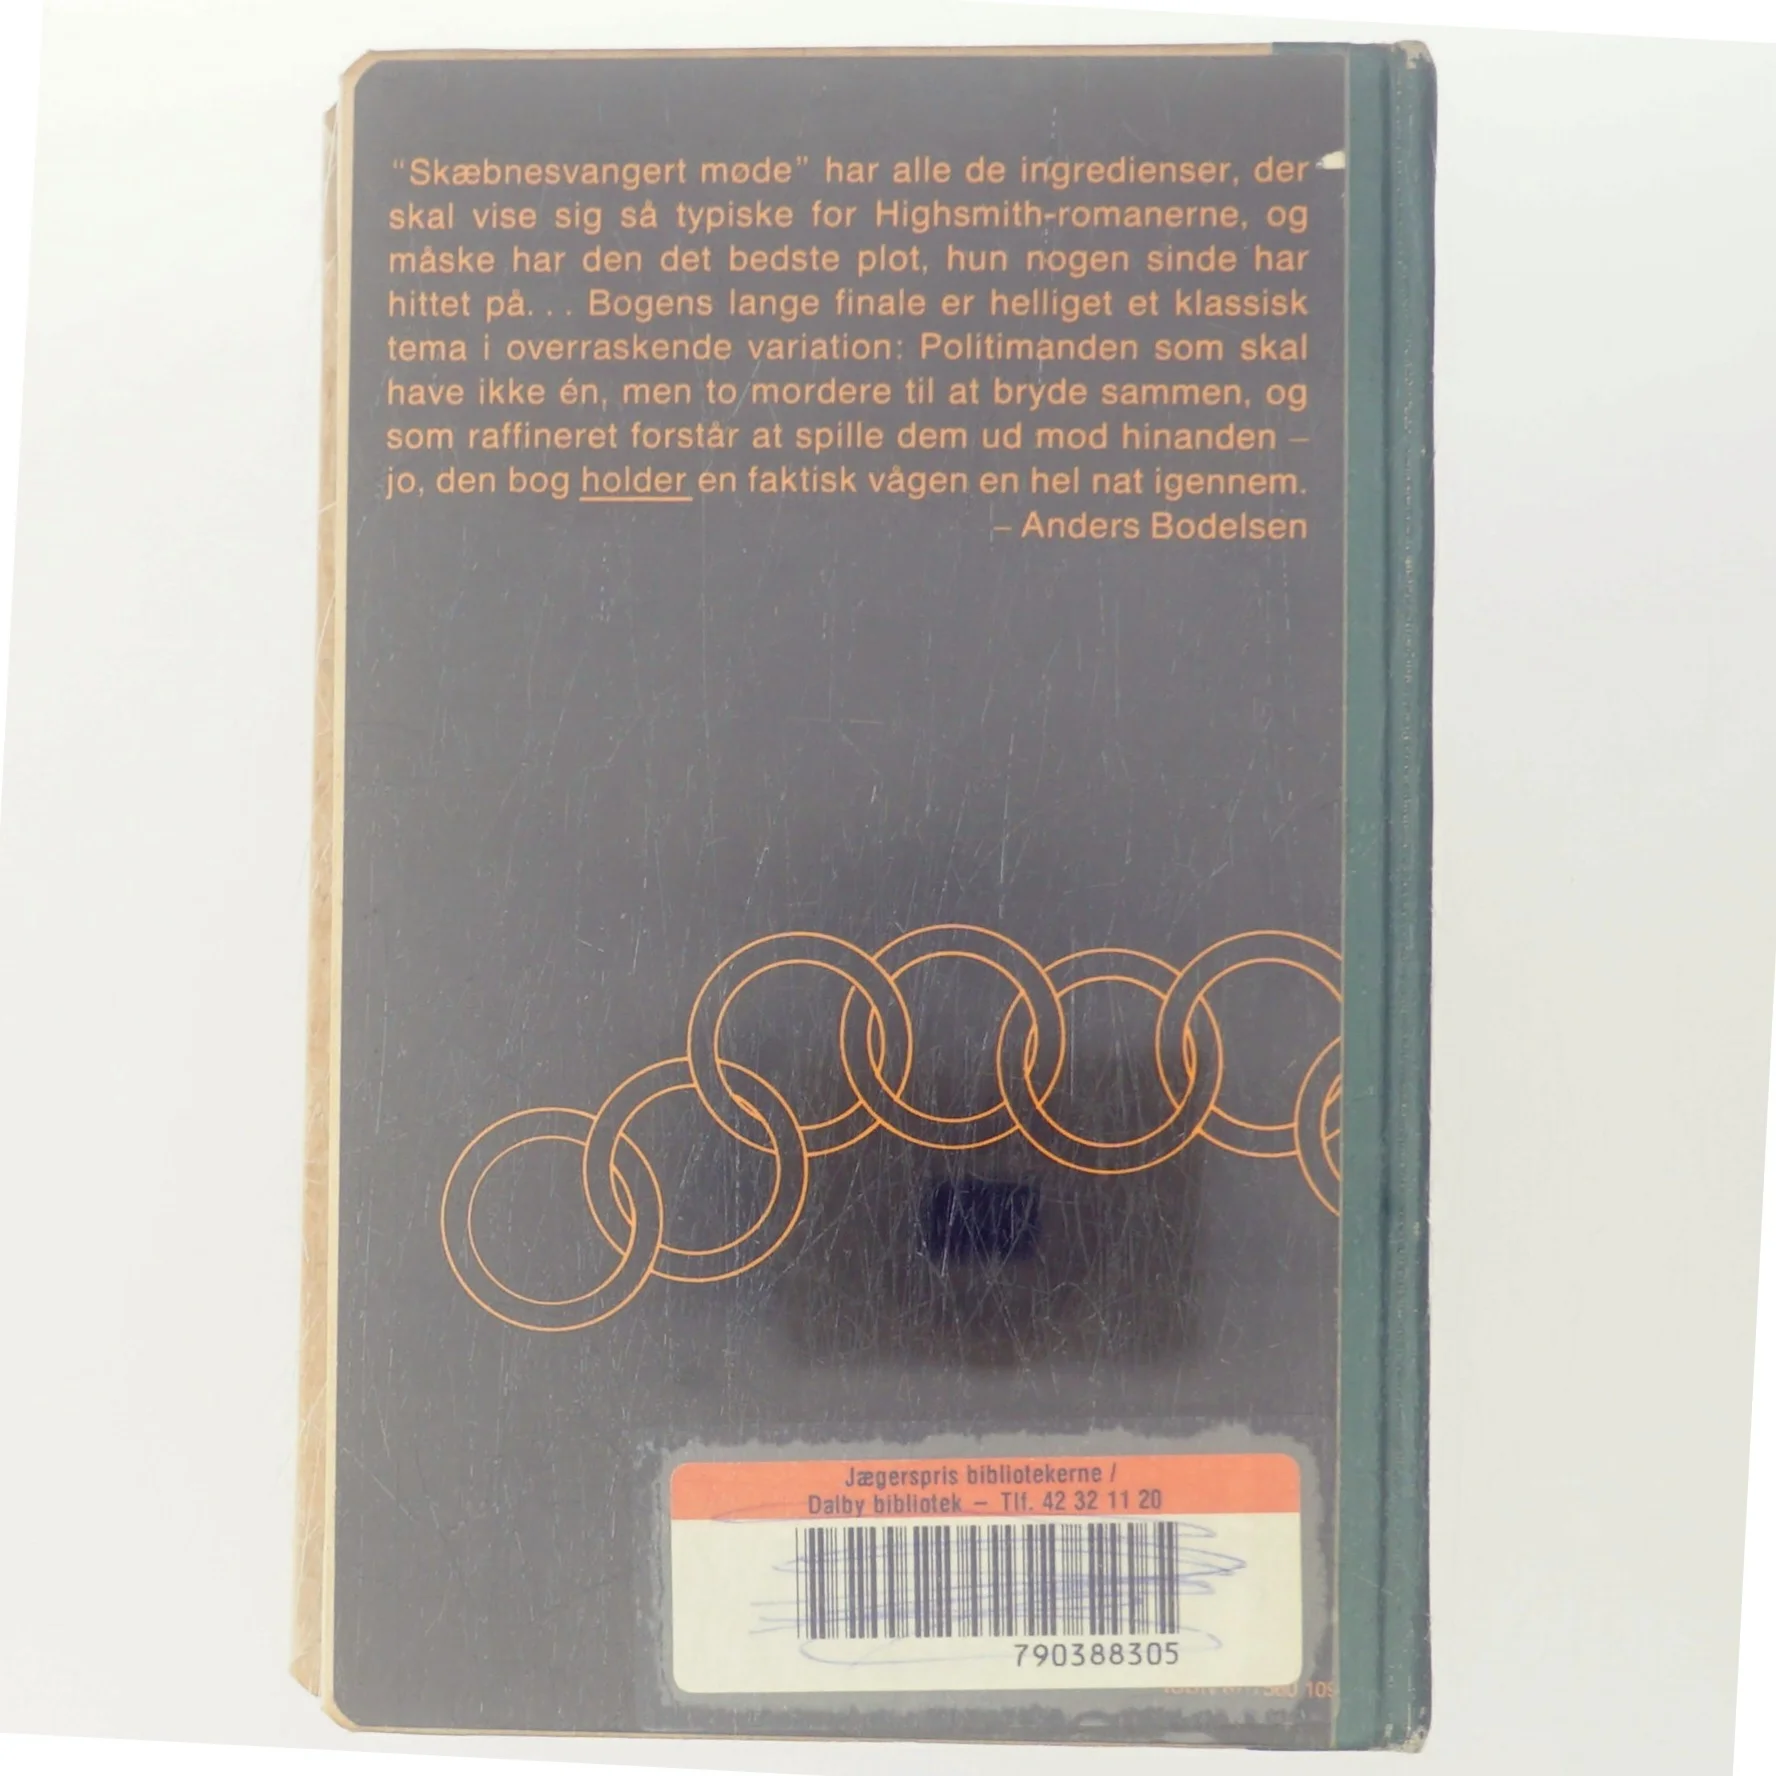 “Skæbnesvangert møde” har alle de ingredienser, der
skal vise sig så typiske for Highsmith-romanerne, og
måske har den det bedste plot, hun nogen sinde har
hittet på. . . Bogens lange finale er helliget et klassisk
tema i overraskende variation: Politimanden som skal
have ikke én, men to mordere til at bryde sammen, og
som raffineret forstår at spille dem ud mod hinanden –
jo, den bog holder en faktisk vågen en hel nat igennem.
– Anders Bodelsen
Jægerspris bibliotekerne /
Dalby bibliotek – Tlf. 42 32 11 20
790388305